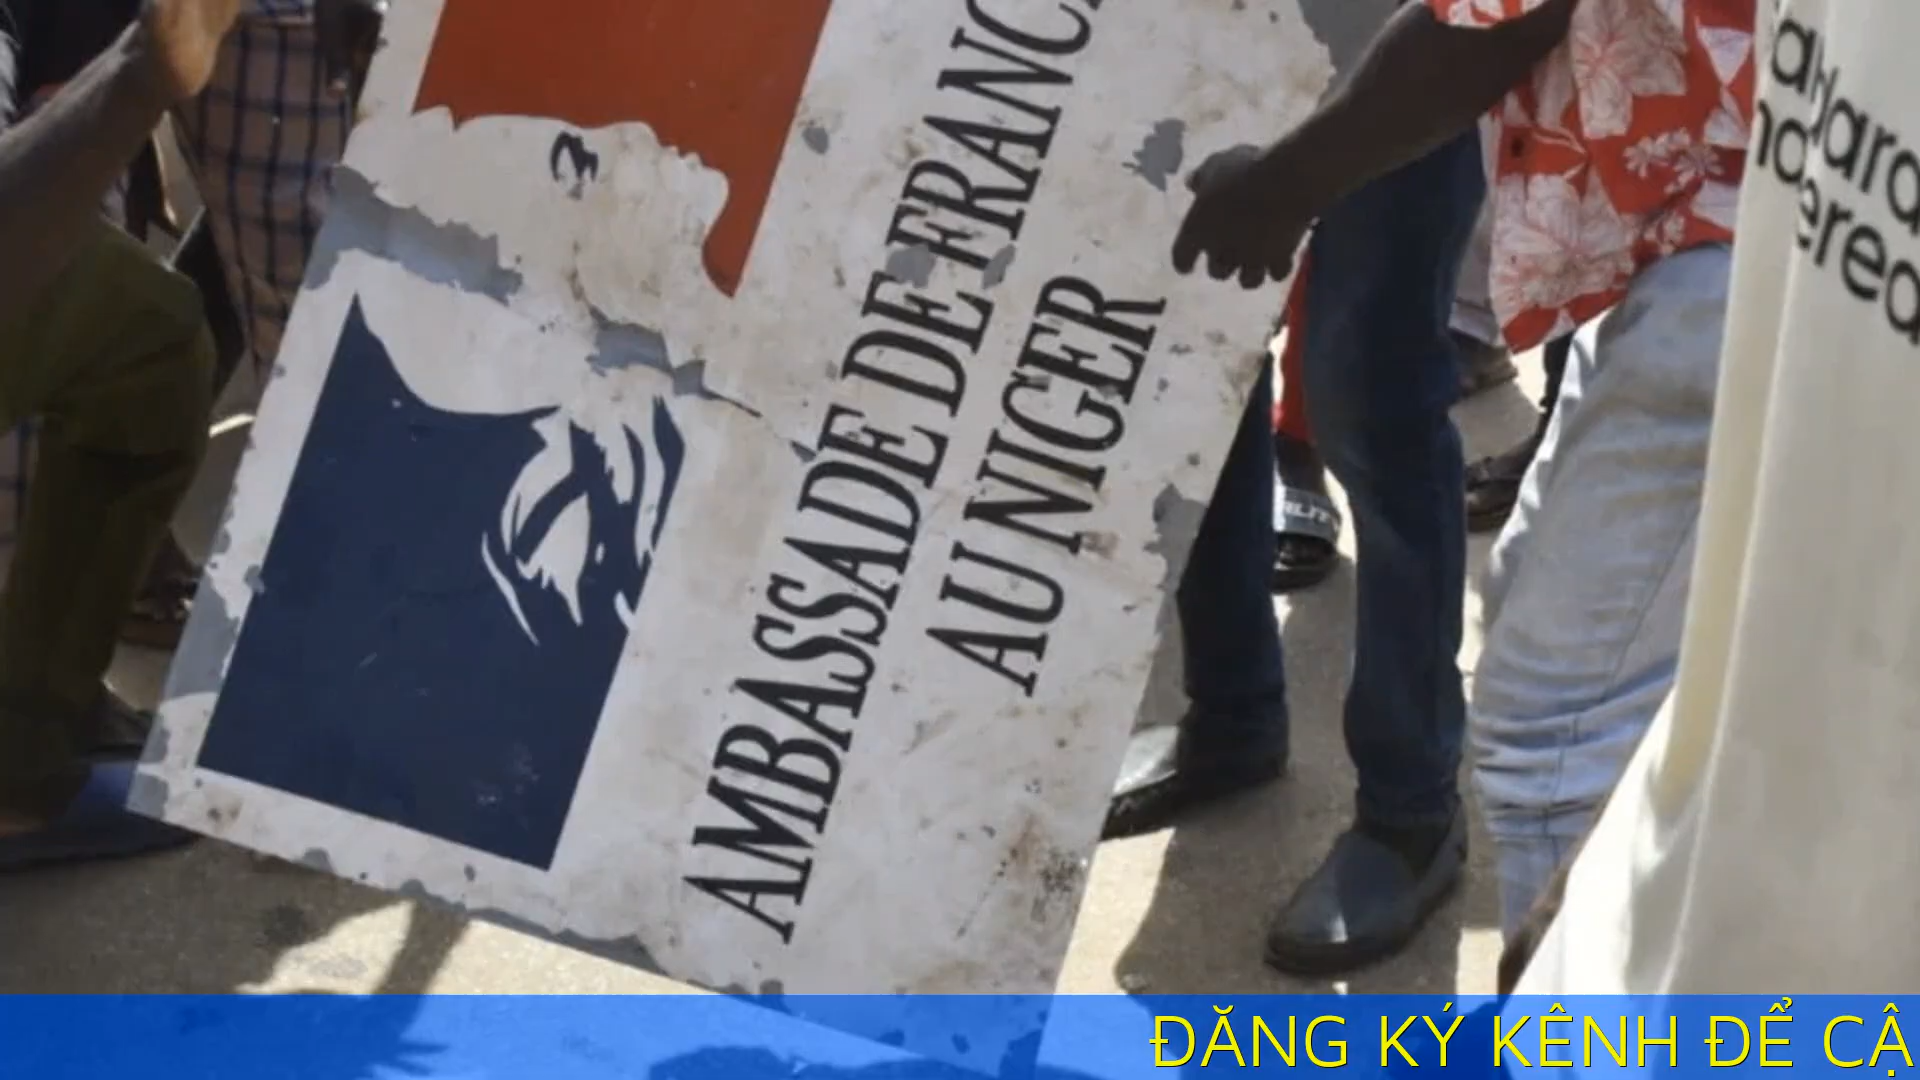 AMBASSADE DE FRANC
AU NIGER
ĐĂNG KÝ KÊNH ĐỂ CẬ